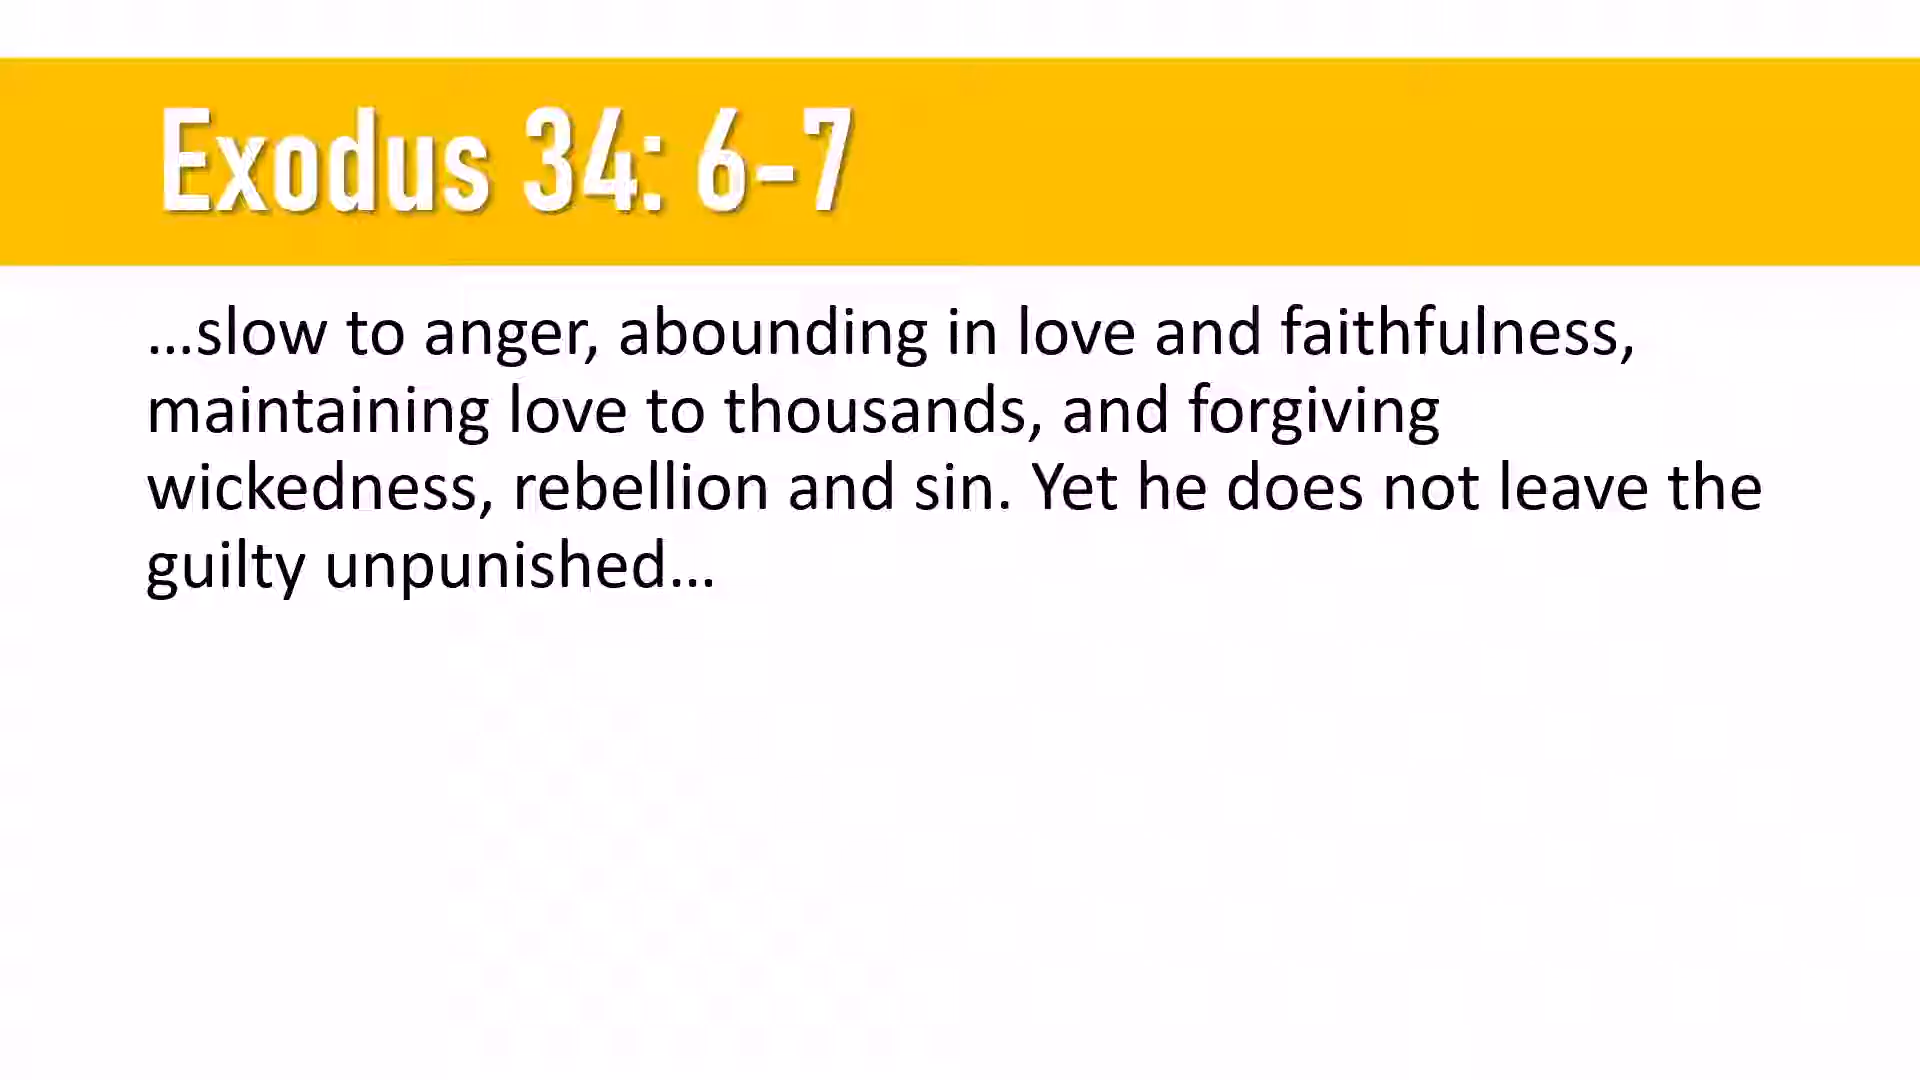 Exodus 34: 6-7
...slow to anger, abounding in love and faithfulness,
maintaining love to thousands, and forgiving
wickedness, rebellion and sin. Yet he does not leave the
guilty unpunished...